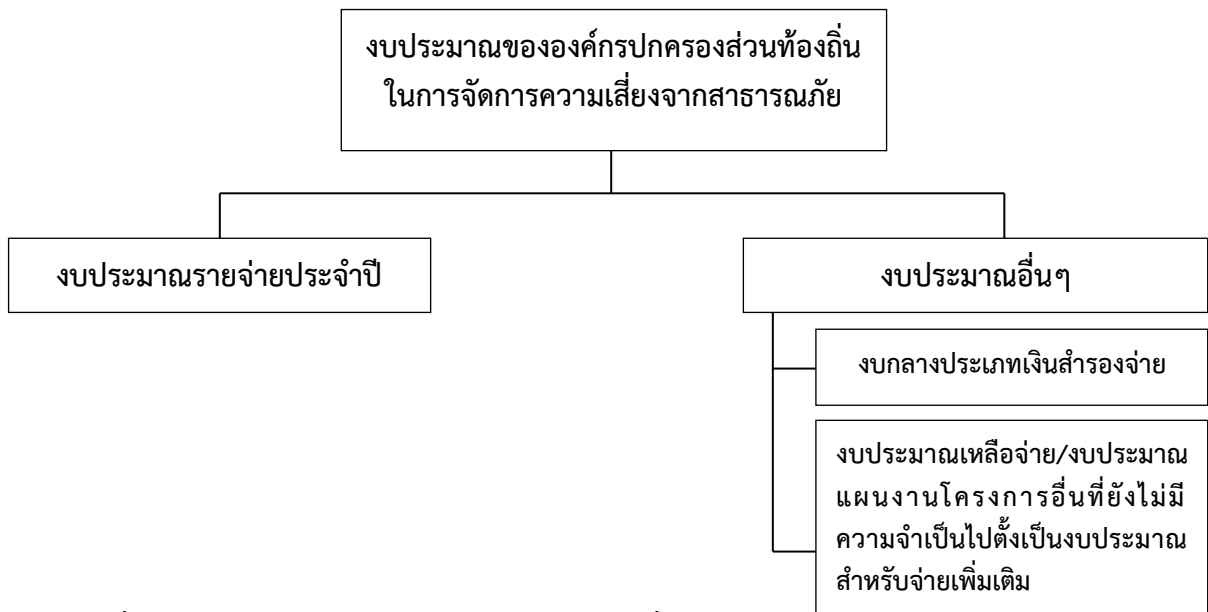 งบประมาณขององค์กรปกครองส่วนท้องถิ่น
ในการจัดการความเสี่ยงจากสาธารณภัย
งบประมาณรายจ่ายประจำปี
งบประมาณอื่นๆ
งบกลางประเภทเงินสำรองจ่าย
งบประมาณเหลือจ่าย/งบประมาณ
แผนงานโครงการอื่นที่ยังไม่มี
ความจำเป็นไปตั้งเป็นงบประมาณ
สำหรับจ่ายเพิ่มเติม